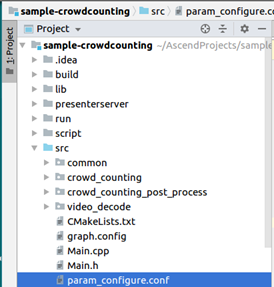 sample-crowdcounting src param_configure.co
1: Project
Project
sample-crowdcounting ~/AscendProjects/sample
.idea
build
lib
presenterserver
run
script
src
common
crowd_counting
crowd_counting_post_process
video_decode
CMakeLists.txt
graph.config
Main.cpp
Main.h
param_configure.conf